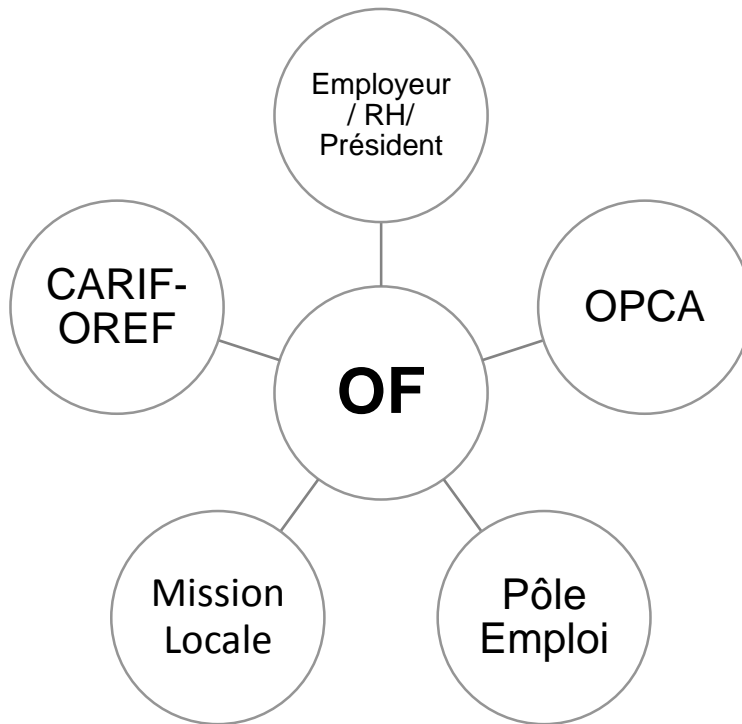 Employeur
/ RH/
Président
CARIF-
OREF
OPCA
OF
Mission
Locale
Pôle
Emploi